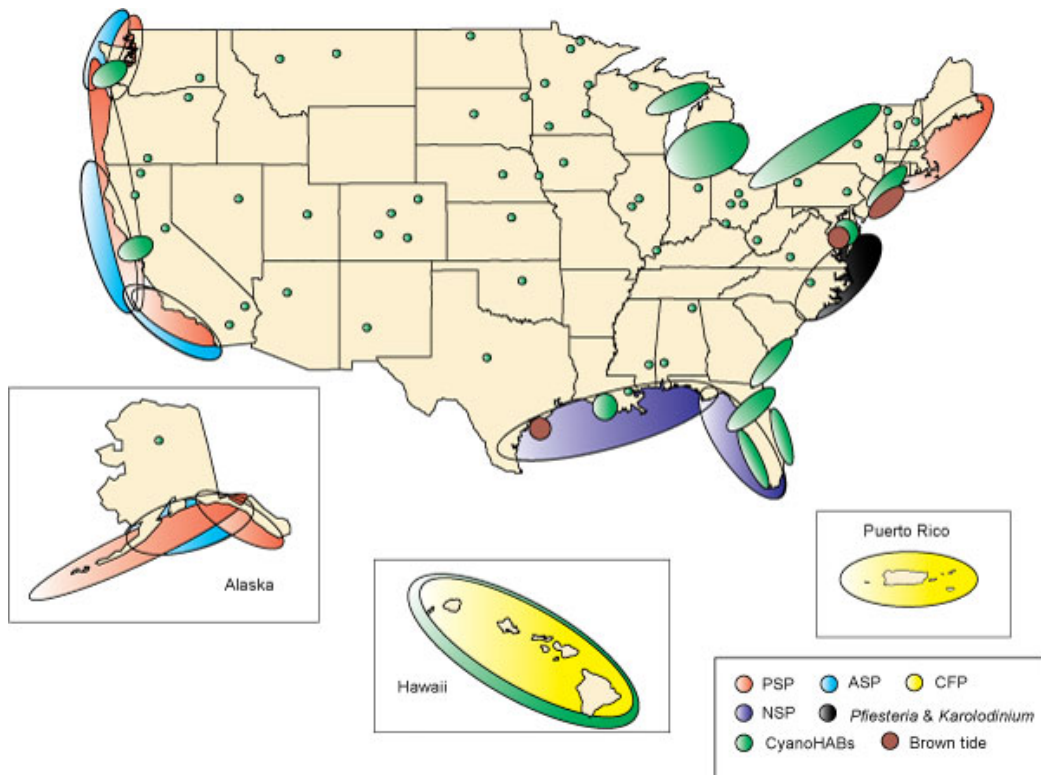 Alaska
Hawaii
Puerto Rico
PSP ASP CFP
NSP Pfiesteria & Karolodinium
CyanoHABs Brown tide